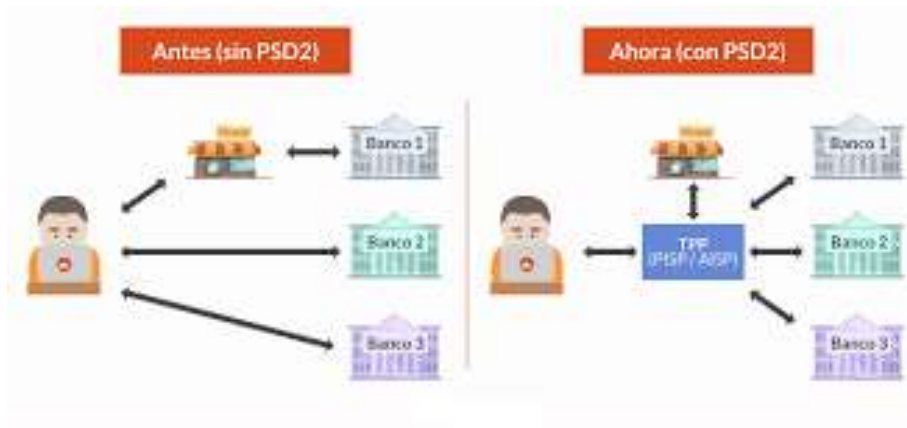 Antes (sin PSD2)
Ahora (con PSD2)
Banco 1
Banco 2
Banco 3
Banco 1
TPP
(PISP / AISP)
Banco 2
Banco 3